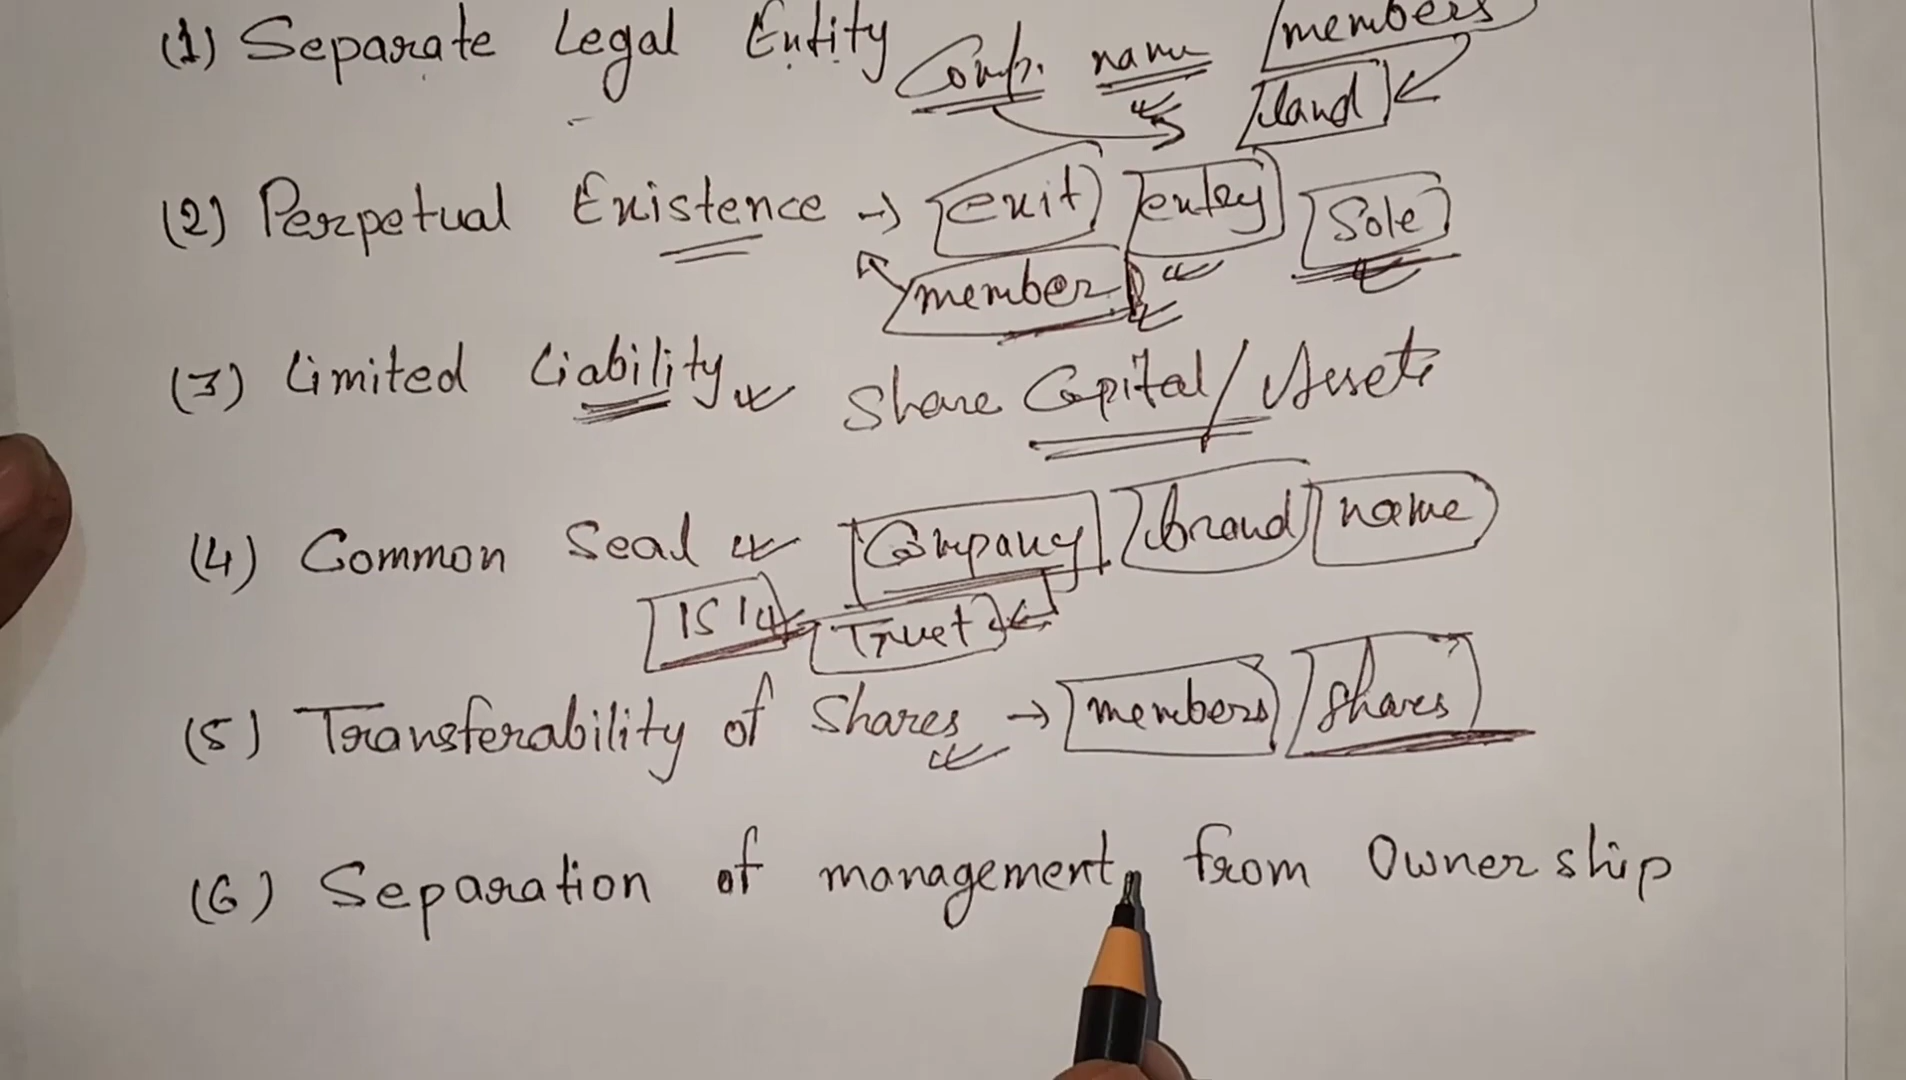 members
(1) Separate Legal Entity Comp. name
land
(2) Perpetual Existence → exit entry Sole
member
(3) Limited Liability Share Capital / Assets
(4) Common Seal Company brand name
Trust
(5) Transferability of Shares → members shares
(6) Separation of management from Ownership